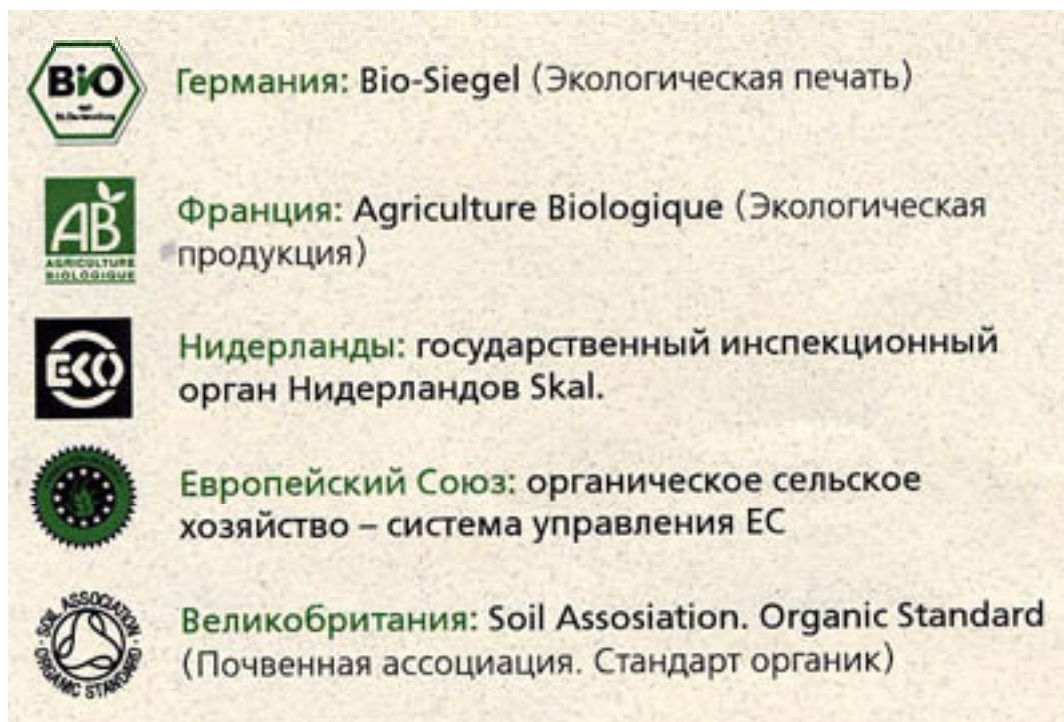 BIO
Германия: Bio-Siegel (Экологическая печать)
AB
AGRICULTURE
BIOLOGIQUE
Франция: Agriculture Biologique (Экологическая
продукция)
EKO
Нидерланды: государственный инспекционный
орган Нидерландов Skal.
Европейский Союз: органическое сельское
хозяйство – система управления ЕС
SOIL ASSOCIATION
ORGANIC STANDARD
Великобритания: Soil Assosiation. Organic Standard
(Почвенная ассоциация. Стандарт органик)